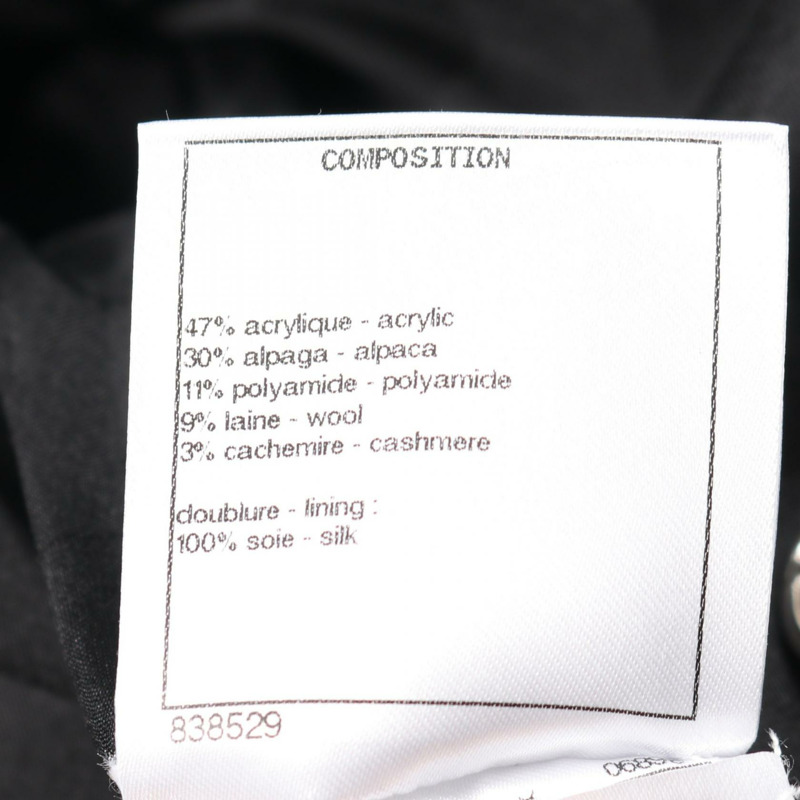 COMPOSITION
47% acrylique - acrylic
30% alpaga - alpaca
11% polyamide - polyamide
9% laine - wool
3% cachemire - cashmere
doublure - lining :
100% soie - silk
838529